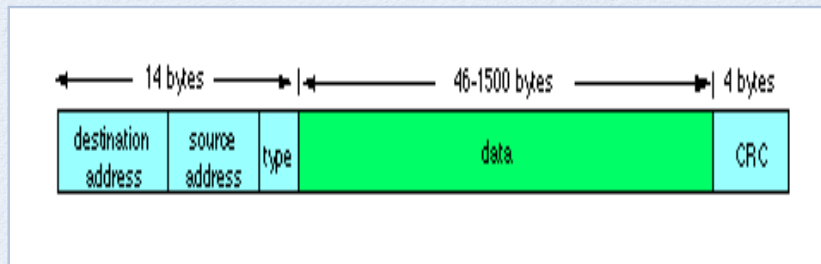 14 bytes 46-1500 bytes 4 bytes
destination address
source address
type
data
CRC